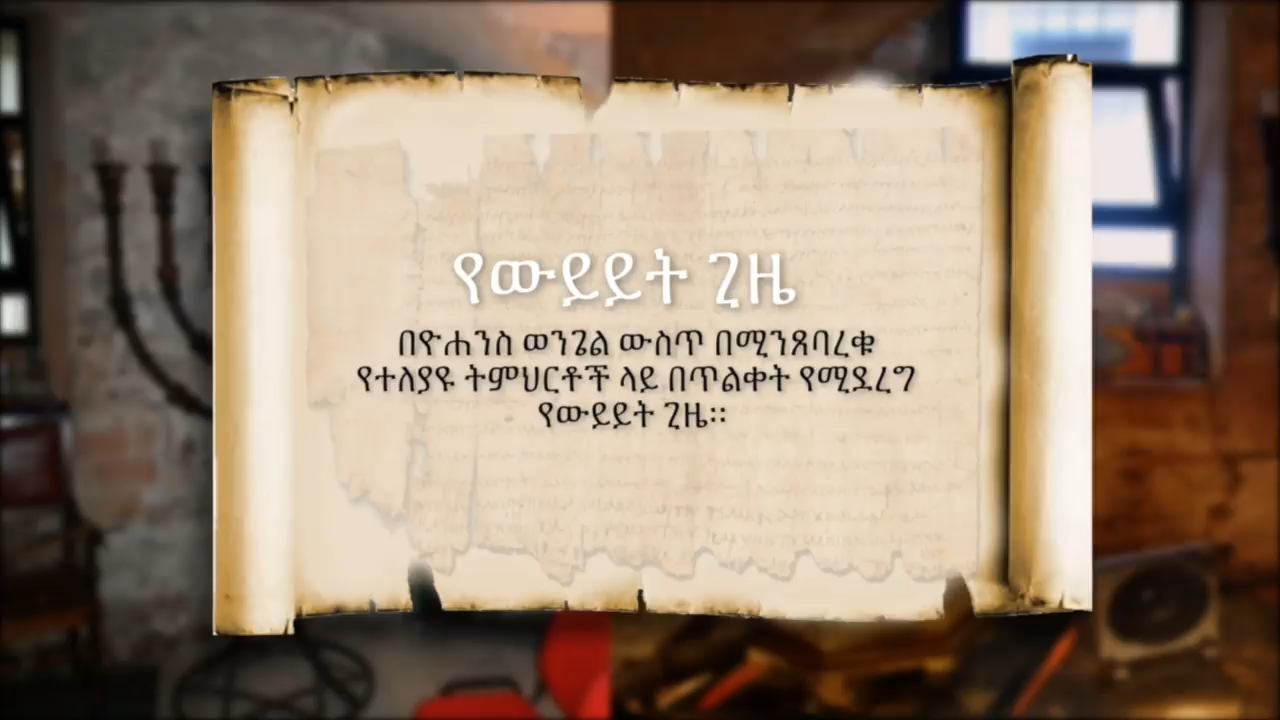 የውይይት ጊዜ
በዮሐንስ ወንጌል ውስጥ በሚንጸባረቁ
የተለያዩ ትምህርቶች ላይ በጥልቀት የሚደረግ
የውይይት ጊዜ፡፡